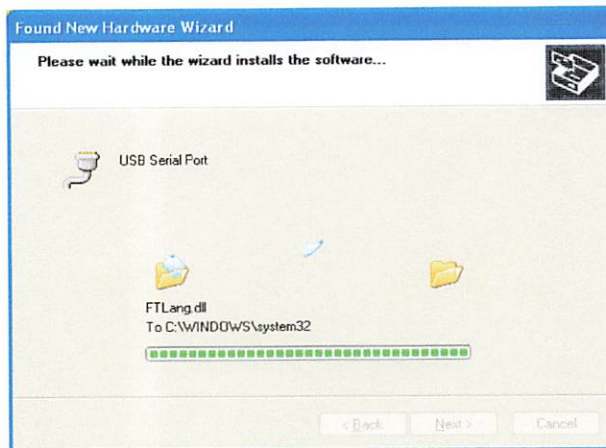 Found New Hardware Wizard
Please wait while the wizard installs the software...
USB Serial Port
FTLang.dll
To C:\WINDOWS\system32
< Back Next > Cancel